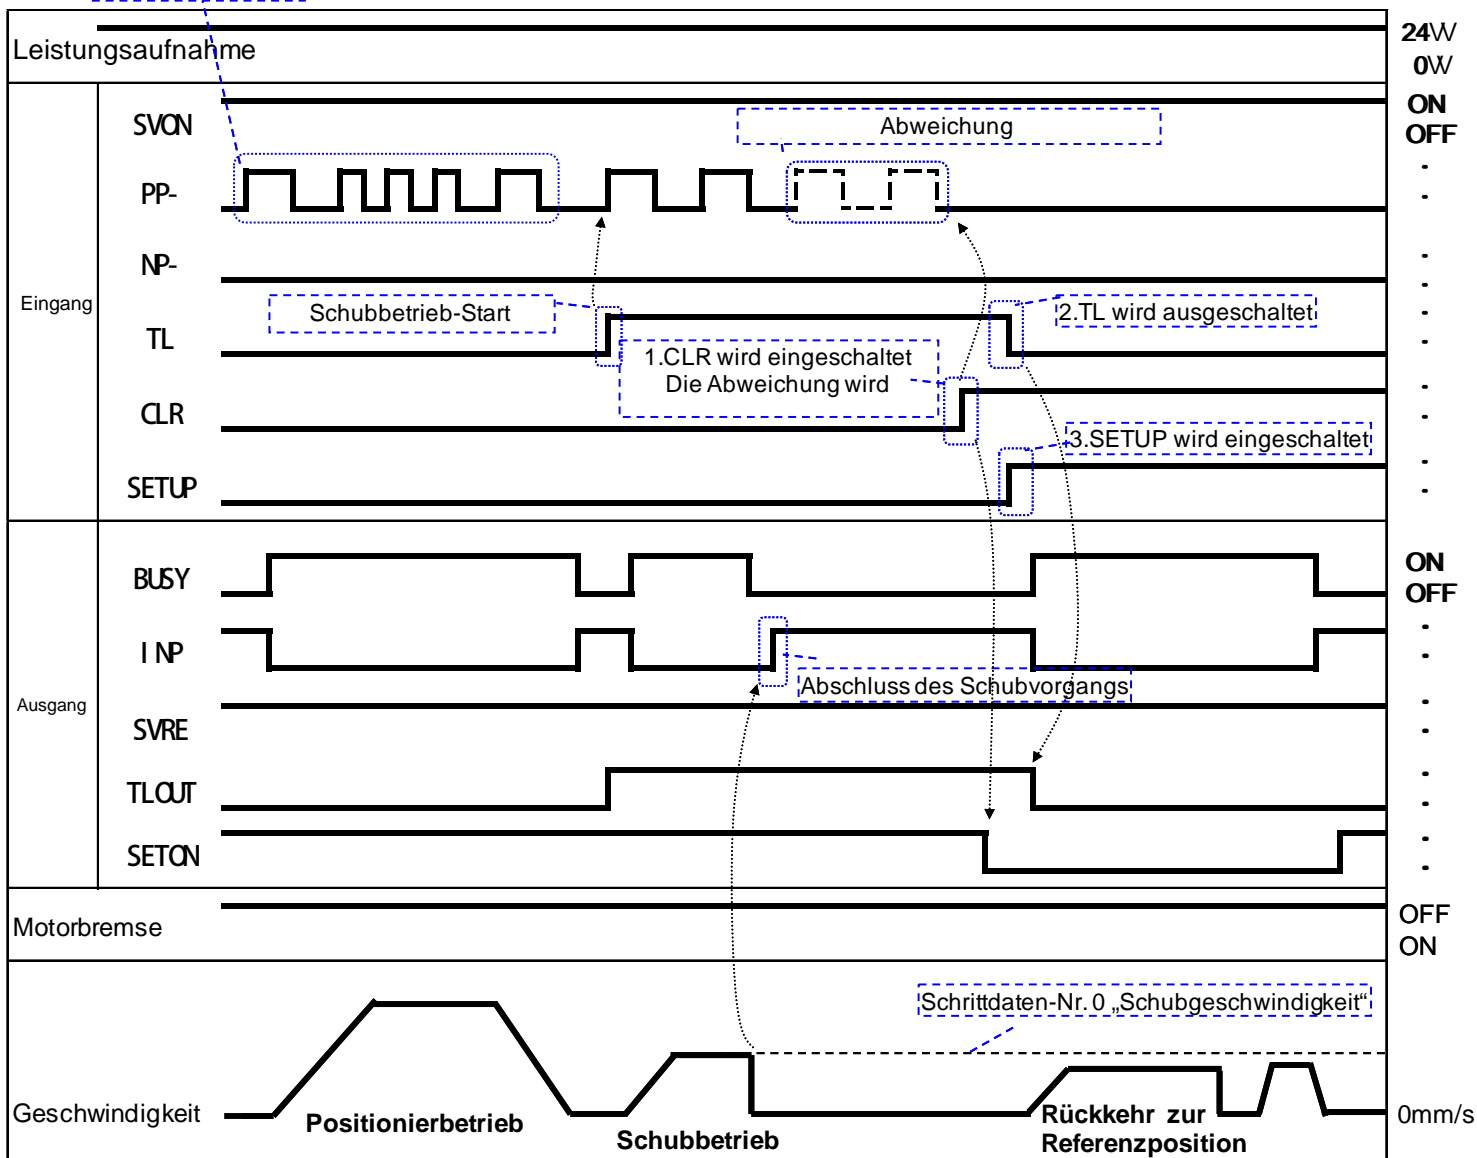 Leistungsaufnahme
24W
0W
Eingang
SVON
ON
OFF
Abweichung
PP-
-
-
NP-
-
-
Schubbetrieb-Start
2.TL wird ausgeschaltet
TL
-
-
1.CLR wird eingeschaltet
Die Abweichung wird
CLR
-
-
3.SETUP wird eingeschaltet
SETUP
-
-
Ausgang
BUSY
ON
OFF
INP
-
-
Abschluss des Schubvorgangs
SVRE
-
-
TLOUT
-
-
SETON
-
-
Motorbremse
OFF
ON
Schrittdaten-Nr. 0 „Schubgeschwindigkeit“
Geschwindigkeit
0mm/s
Positionierbetrieb
Schubbetrieb
Rückkehr zur
Referenzposition